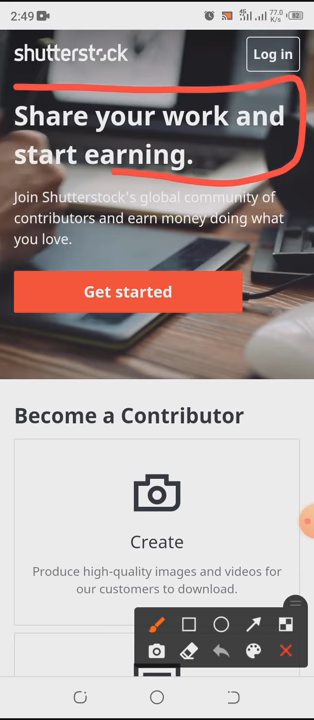 2:49
4G
77.0
K/s
82
shutterstock
Log in
Share your work and
start earning.
Join Shutterstock's global community of
contributors and earn money doing what
you love.
Get started
Become a Contributor
Create
Produce high-quality images and videos for
our customers to download.